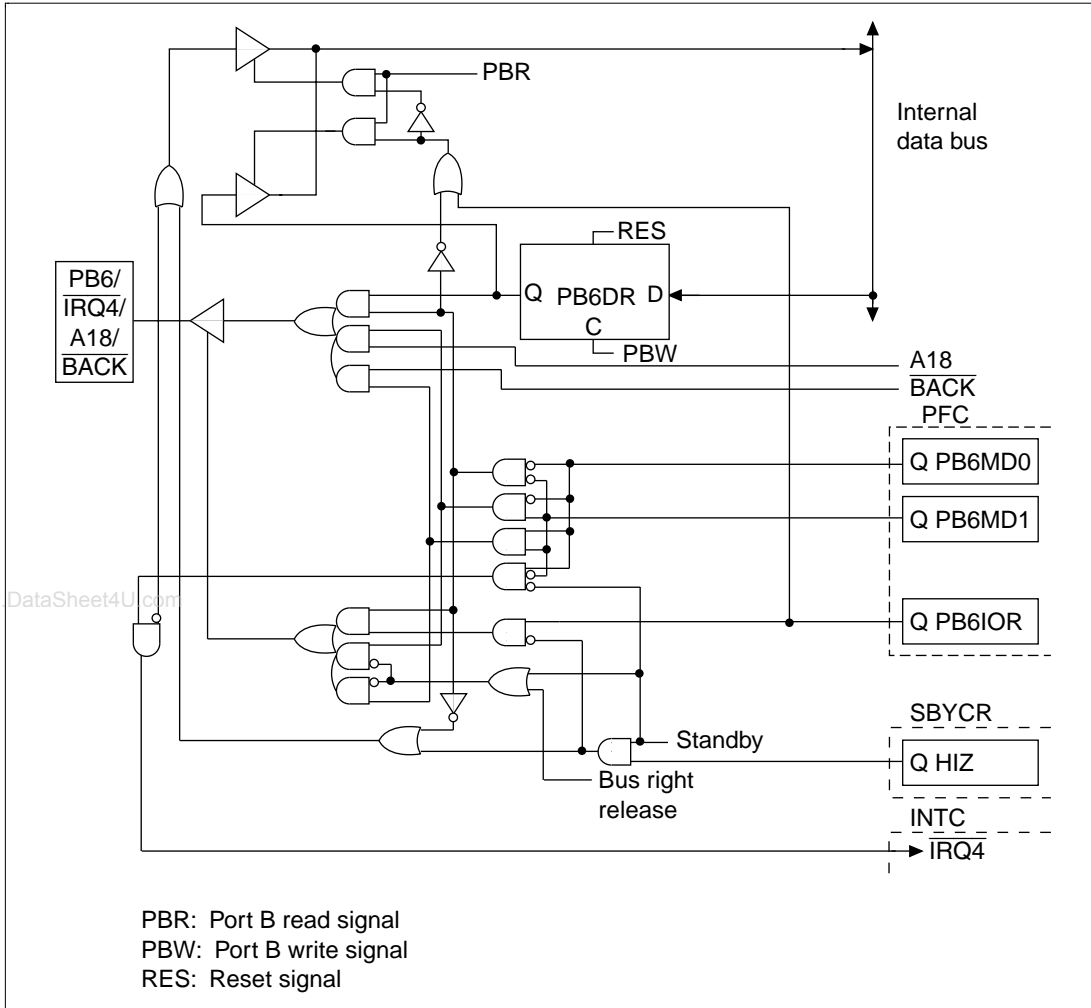 PBR
Internal
data bus
RES
PB6/
IRQ4/
A18/
BACK
Q PB6DR D
C
PBW
A18
BACK
PFC
Q PB6MD0
Q PB6MD1
.DataSheet4U.com
Q PB6IOR
SBYCR
Standby
Q HIZ
Bus right
release
INTC
IRQ4
PBR: Port B read signal
PBW: Port B write signal
RES: Reset signal